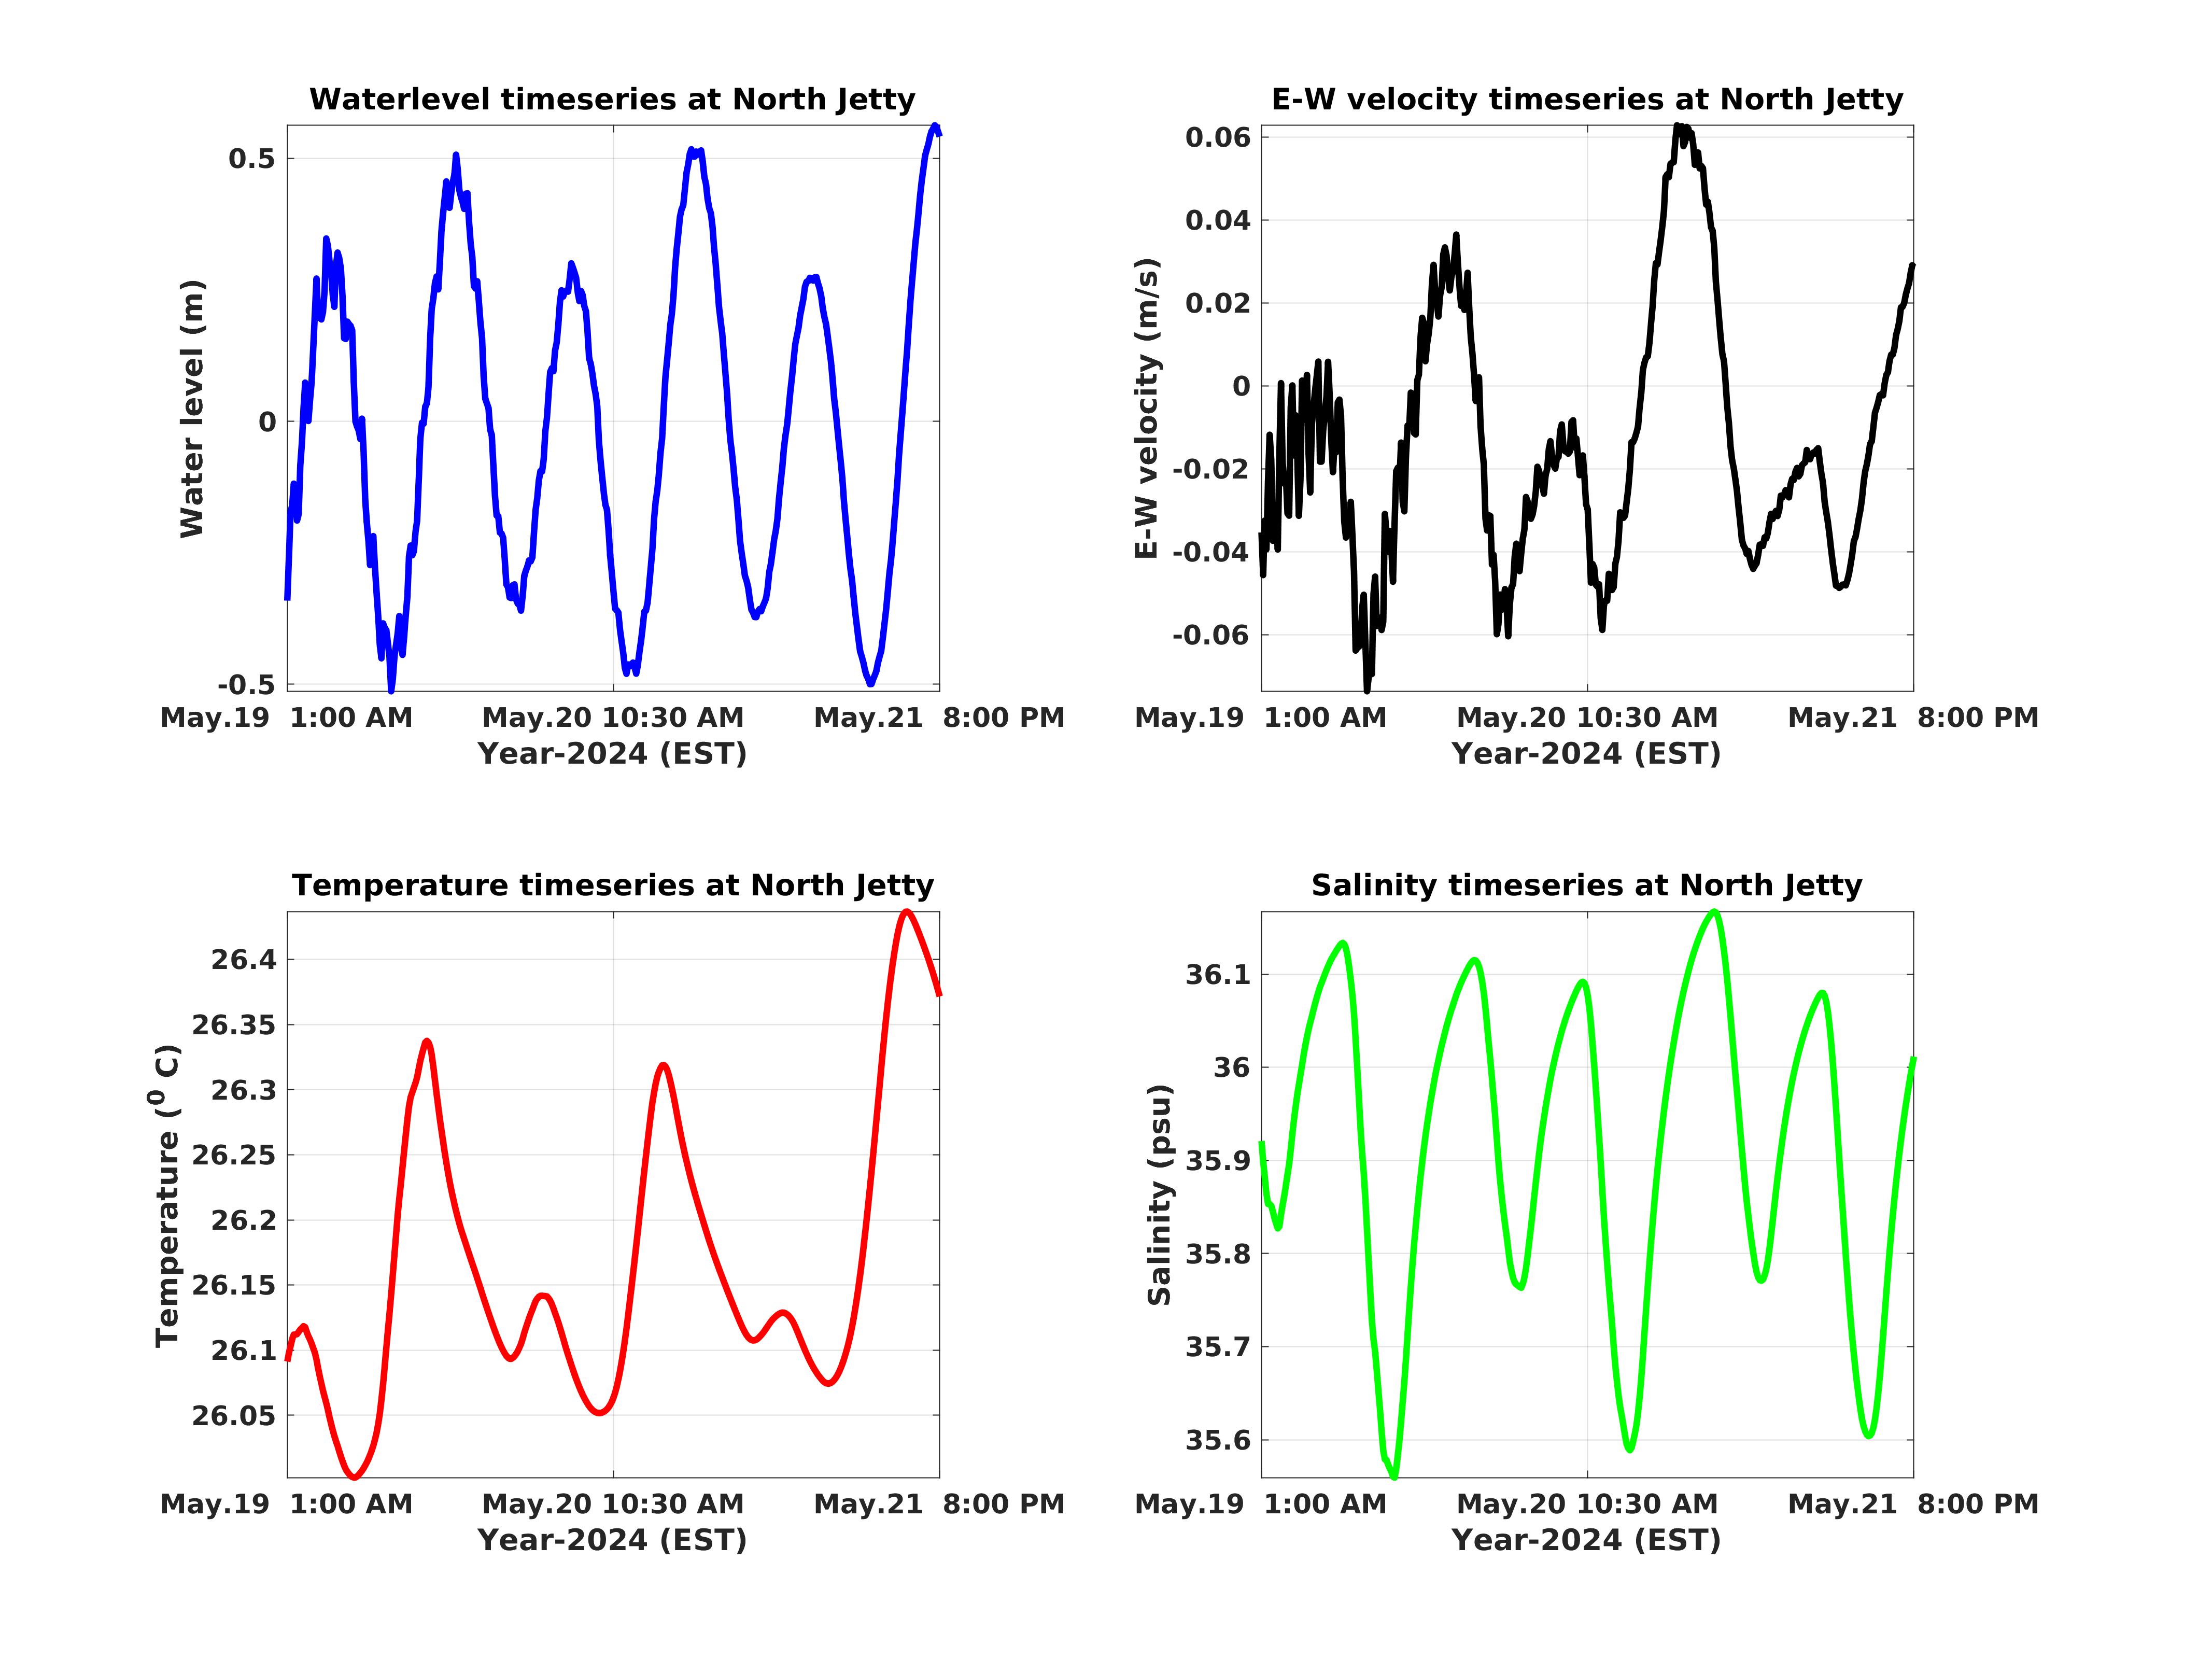 Waterlevel timeseries at North Jetty
0.5
0
-0.5
Water level (m)
May.19 1:00 AM May.20 10:30 AM May.21 8:00 PM
Year-2024 (EST)
E-W velocity timeseries at North Jetty
0.06
0.04
0.02
0
-0.02
-0.04
-0.06
E-W velocity (m/s)
May.19 1:00 AM May.20 10:30 AM May.21 8:00 PM
Year-2024 (EST)
Temperature timeseries at North Jetty
26.4
26.35
26.3
26.25
26.2
26.15
26.1
26.05
Temperature (⁰ C)
May.19 1:00 AM May.20 10:30 AM May.21 8:00 PM
Year-2024 (EST)
Salinity timeseries at North Jetty
36.1
36
35.9
35.8
35.7
35.6
Salinity (psu)
May.19 1:00 AM May.20 10:30 AM May.21 8:00 PM
Year-2024 (EST)